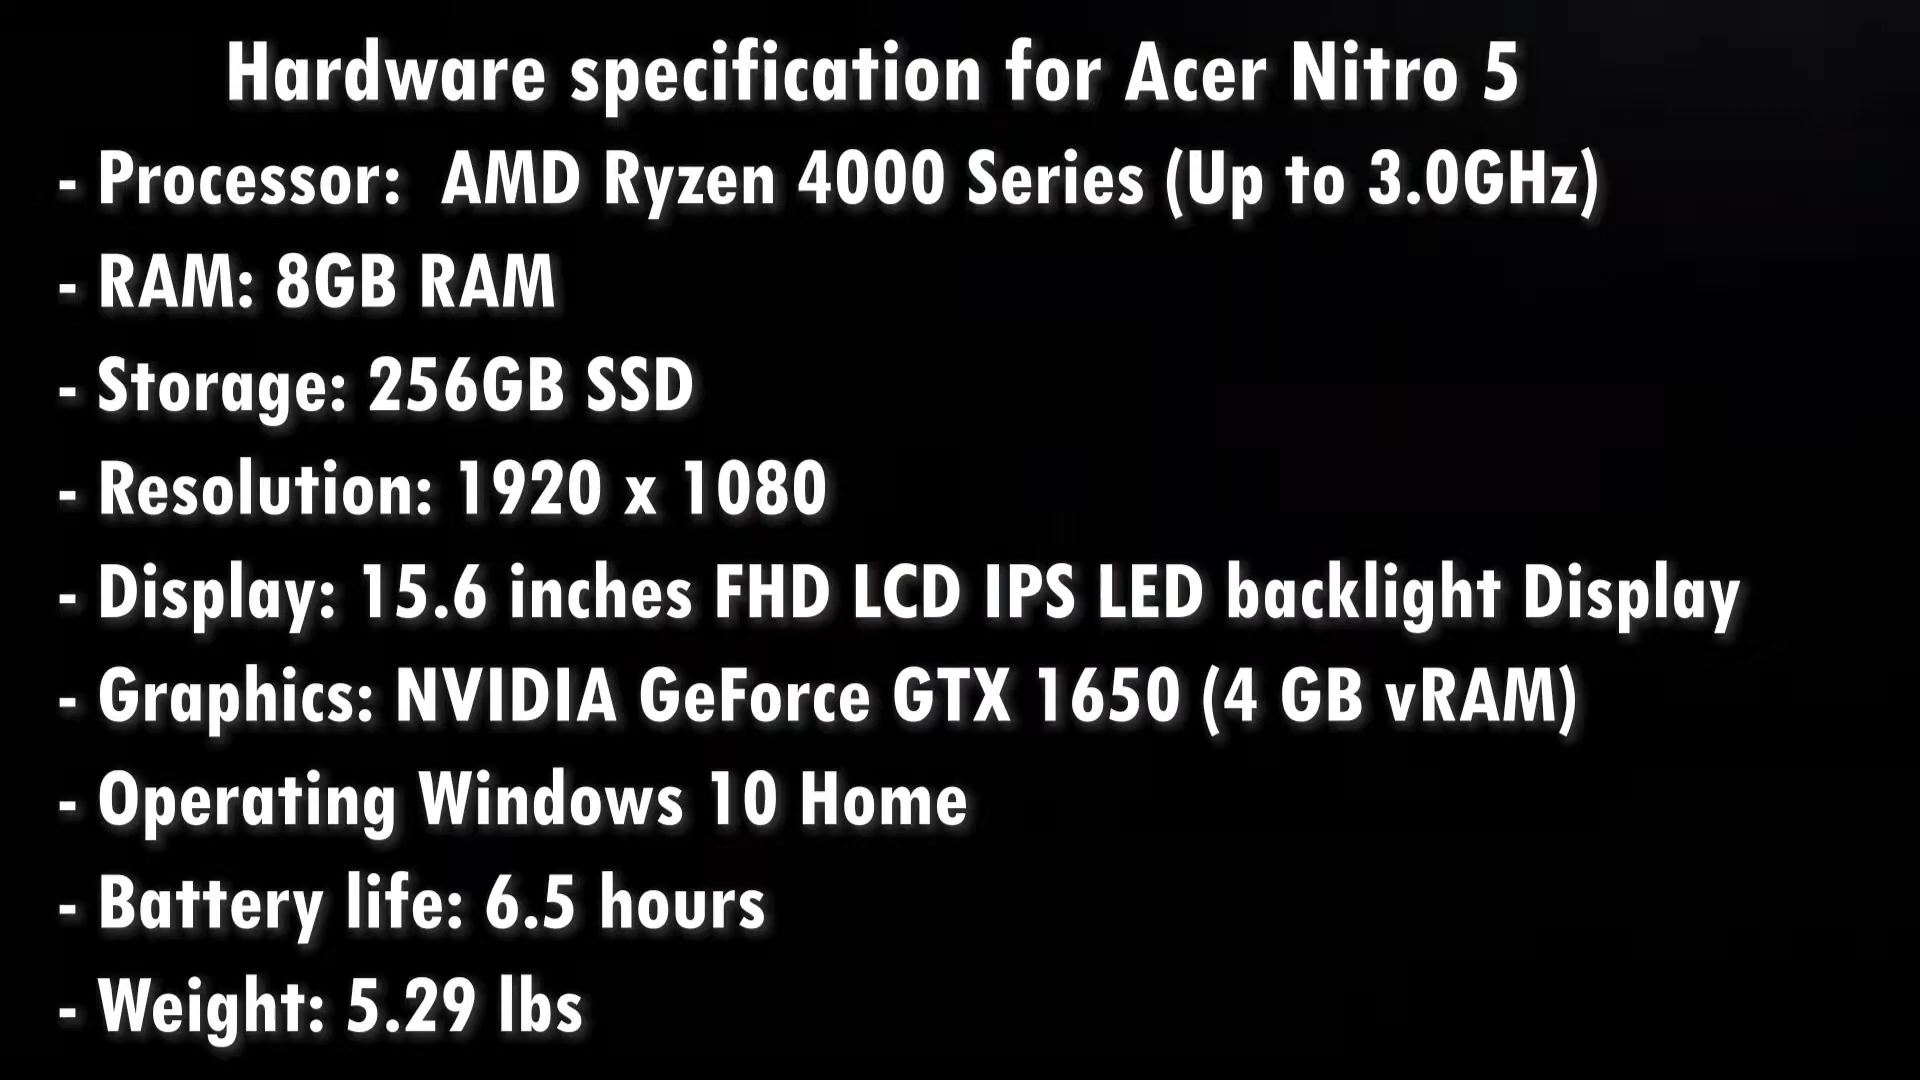 Hardware specification for Acer Nitro 5
- Processor:  AMD Ryzen 4000 Series (Up to 3.0GHz)
- RAM: 8GB RAM
- Storage: 256GB SSD
- Resolution: 1920 x 1080
- Display: 15.6 inches FHD LCD IPS LED backlight Display
- Graphics: NVIDIA GeForce GTX 1650 (4 GB vRAM)
- Operating Windows 10 Home
- Battery life: 6.5 hours
- Weight: 5.29 lbs